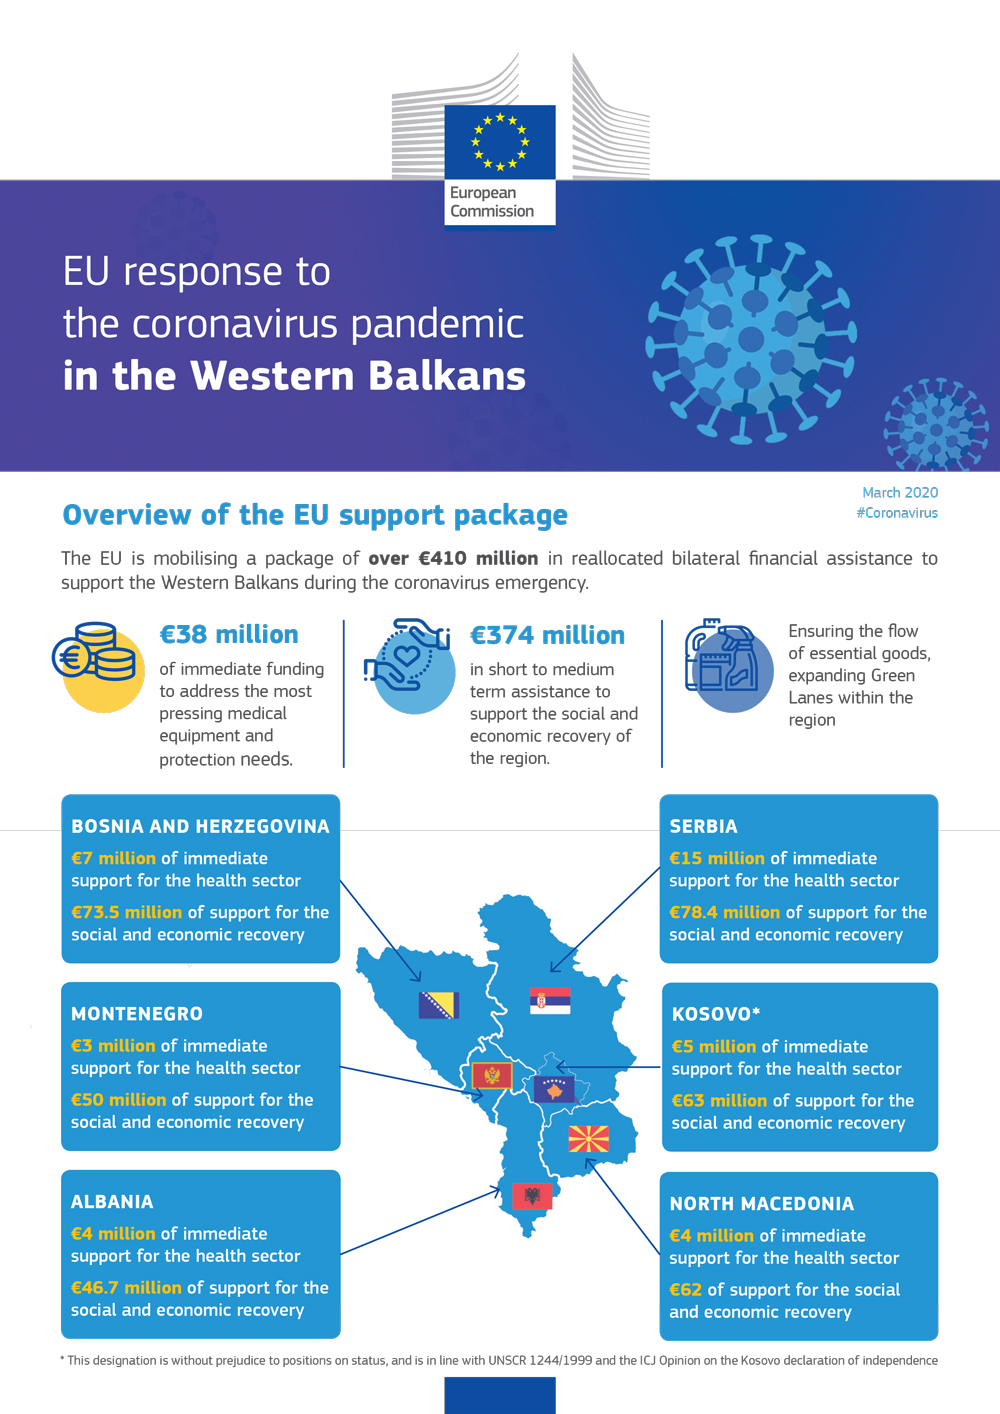 European
Commission
EU response to
the coronavirus pandemic
in the Western Balkans
March 2020
#Coronavirus
Overview of the EU support package
The EU is mobilising a package of over €410 million in reallocated bilateral financial assistance to
support the Western Balkans during the coronavirus emergency.
€38 million
of immediate funding
to address the most
pressing medical
equipment and
protection needs.
€374 million
in short to medium
term assistance to
support the social and
economic recovery of
the region.
Ensuring the flow
of essential goods,
expanding Green
Lanes within the
region
BOSNIA AND HERZEGOVINA
€7 million of immediate
support for the health sector
€73.5 million of support for the
social and economic recovery
SERBIA
€15 million of immediate
support for the health sector
€78.4 million of support for the
social and economic recovery
MONTENEGRO
€3 million of immediate
support for the health sector
€50 million of support for the
social and economic recovery
KOSOVO*
€5 million of immediate
support for the health sector
€63 million of support for the
social and economic recovery
ALBANIA
€4 million of immediate
support for the health sector
€46.7 million of support for the
social and economic recovery
NORTH MACEDONIA
€4 million of immediate
support for the health sector
€62 of support for the social
and economic recovery
* This designation is without prejudice to positions on status, and is in line with UNSCR 1244/1999 and the ICJ Opinion on the Kosovo declaration of independence